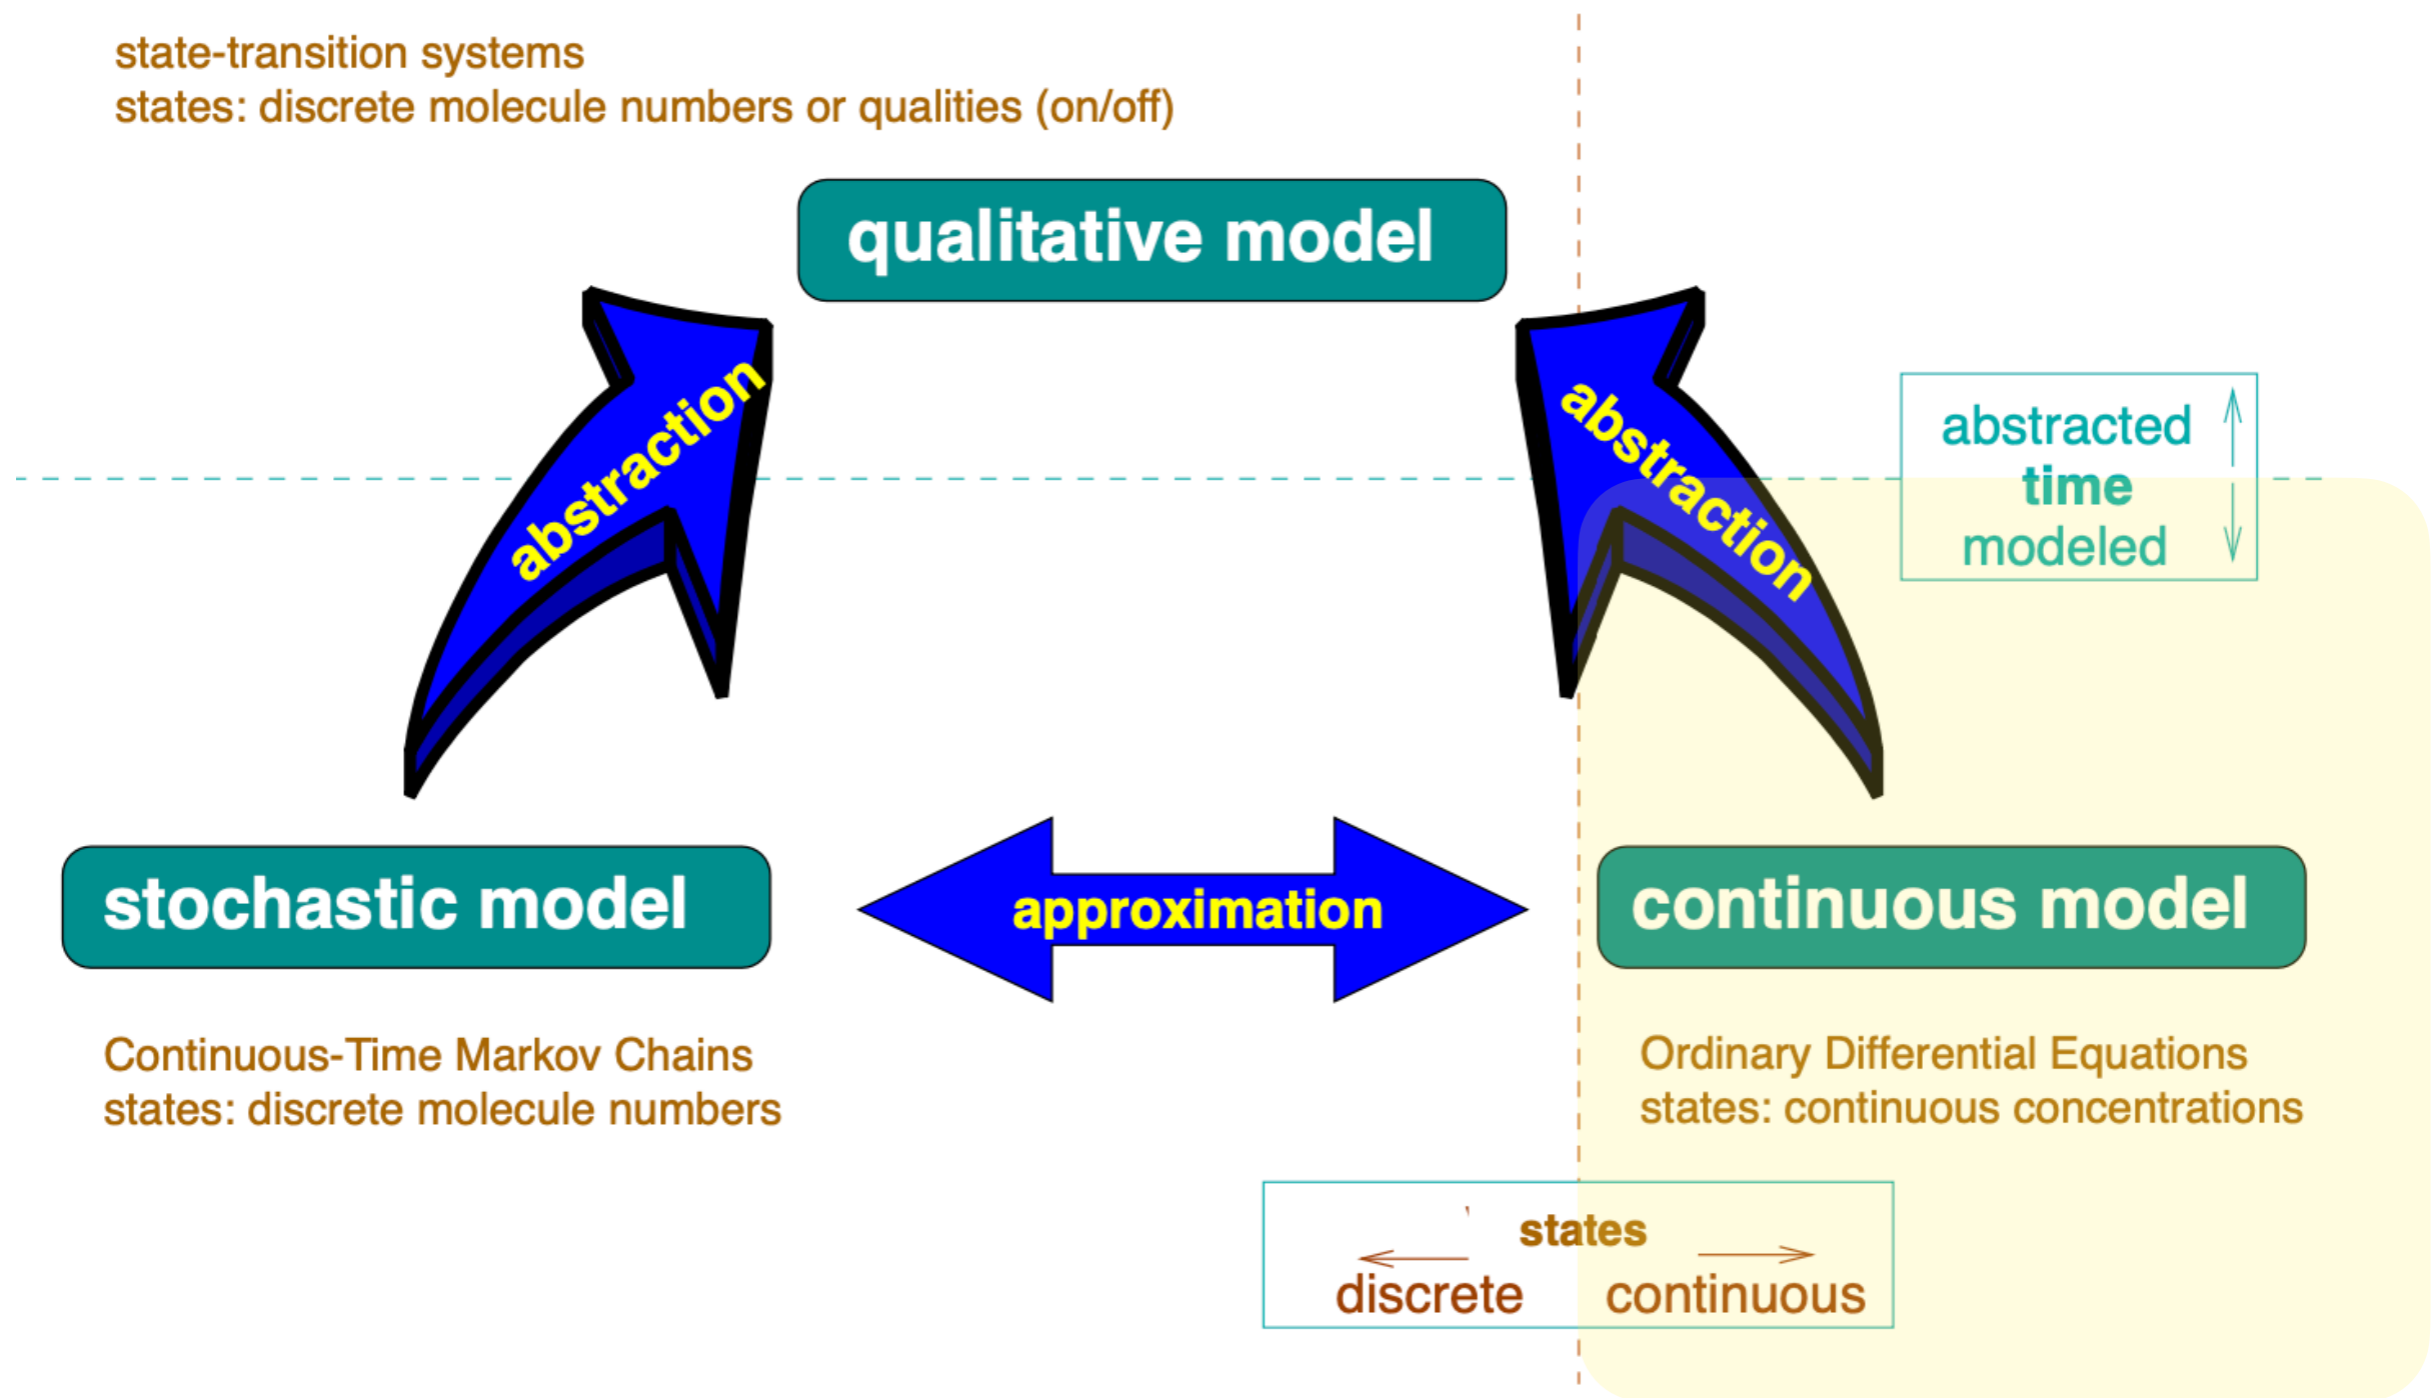 state-transition systems
states: discrete molecule numbers or qualities (on/off)
qualitative model
abstraction
abstraction
abstracted
time
modeled
stochastic model
approximation
continuous model
Continuous-Time Markov Chains
states: discrete molecule numbers
Ordinary Differential Equations
states: continuous concentrations
states
discrete
continuous